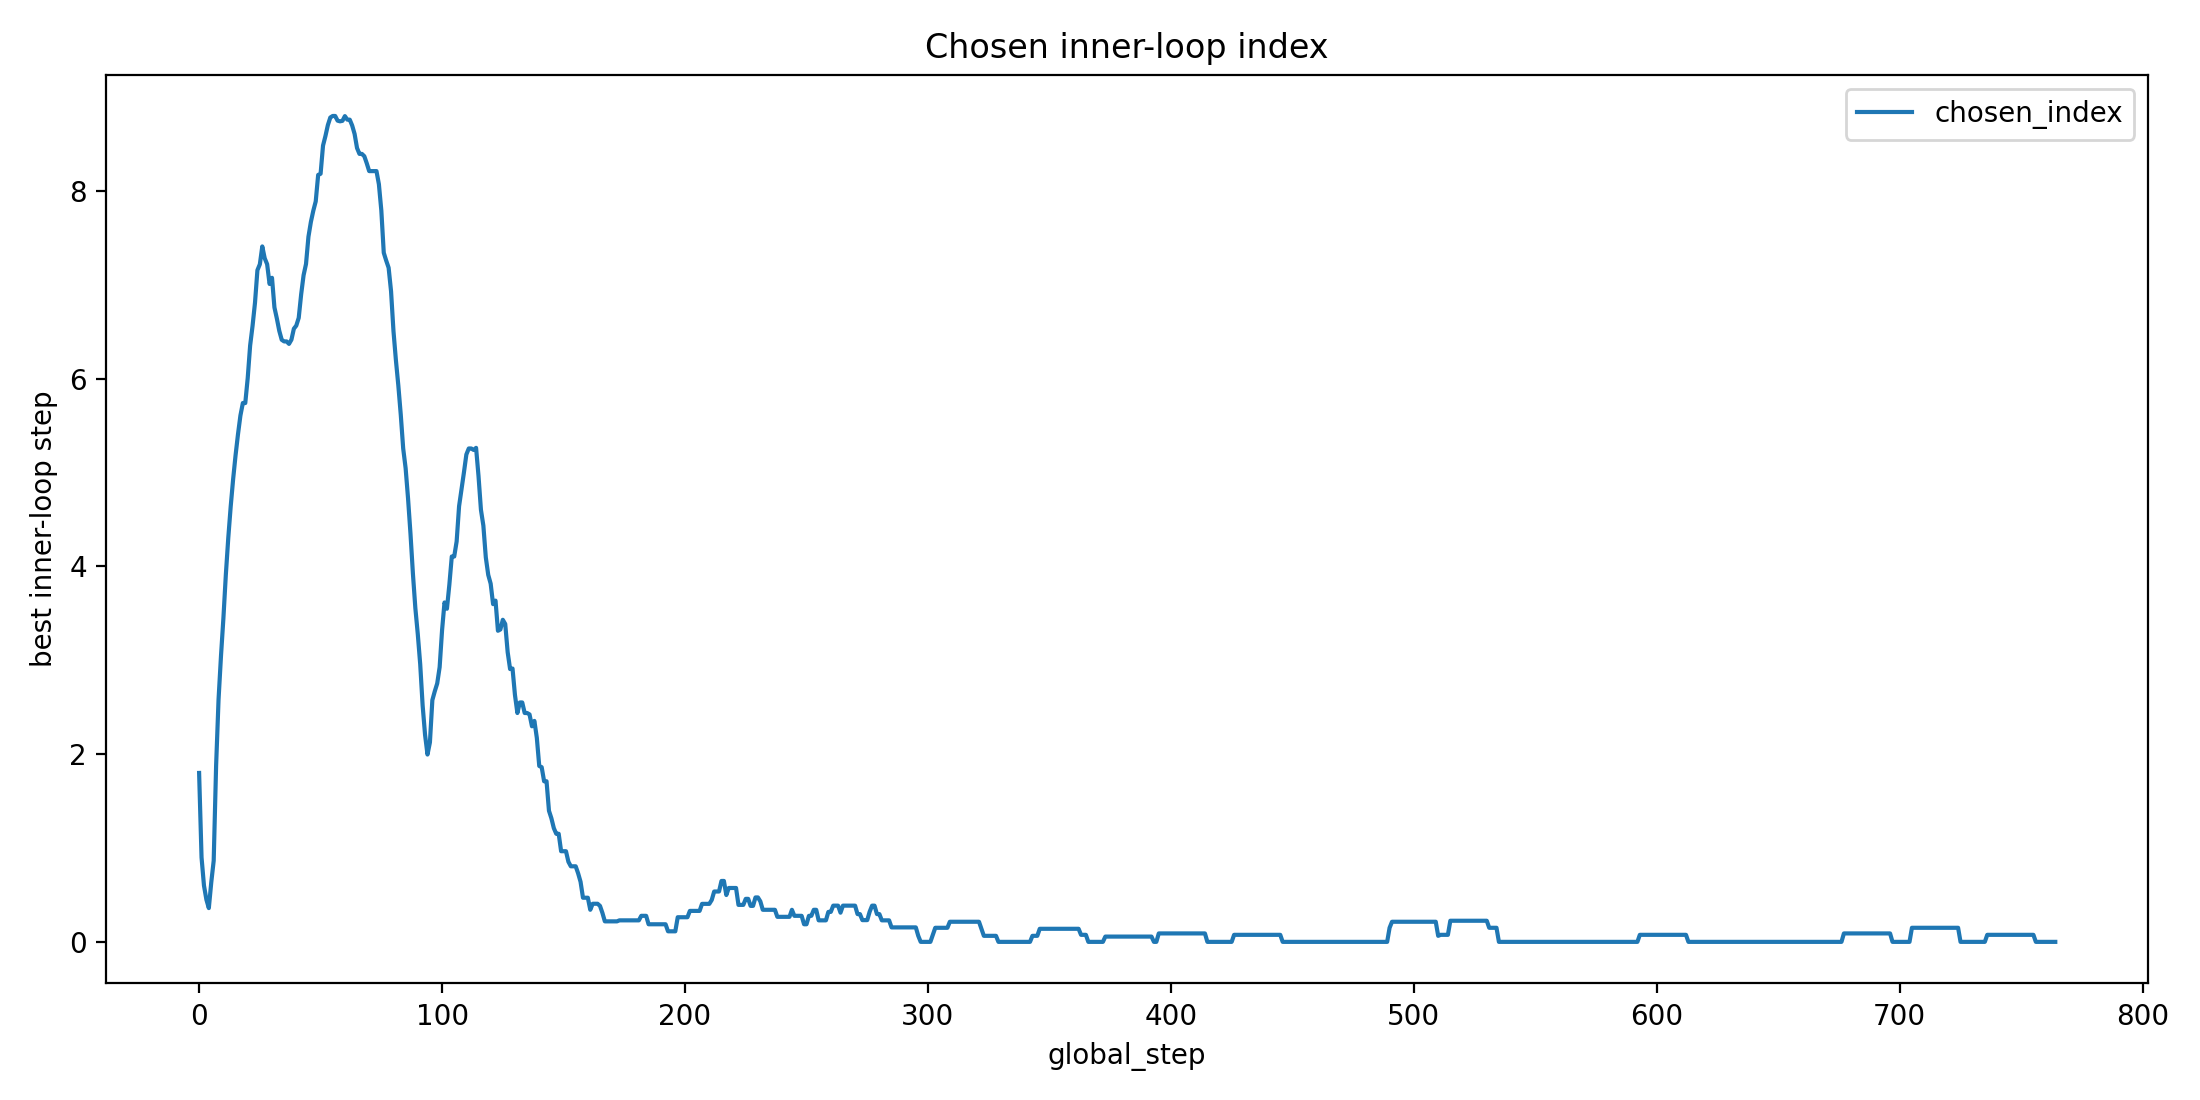 Chosen inner-loop index
chosen_index
best inner-loop step
8
6
4
2
0
0 100 200 300 400 500 600 700 800
global_step